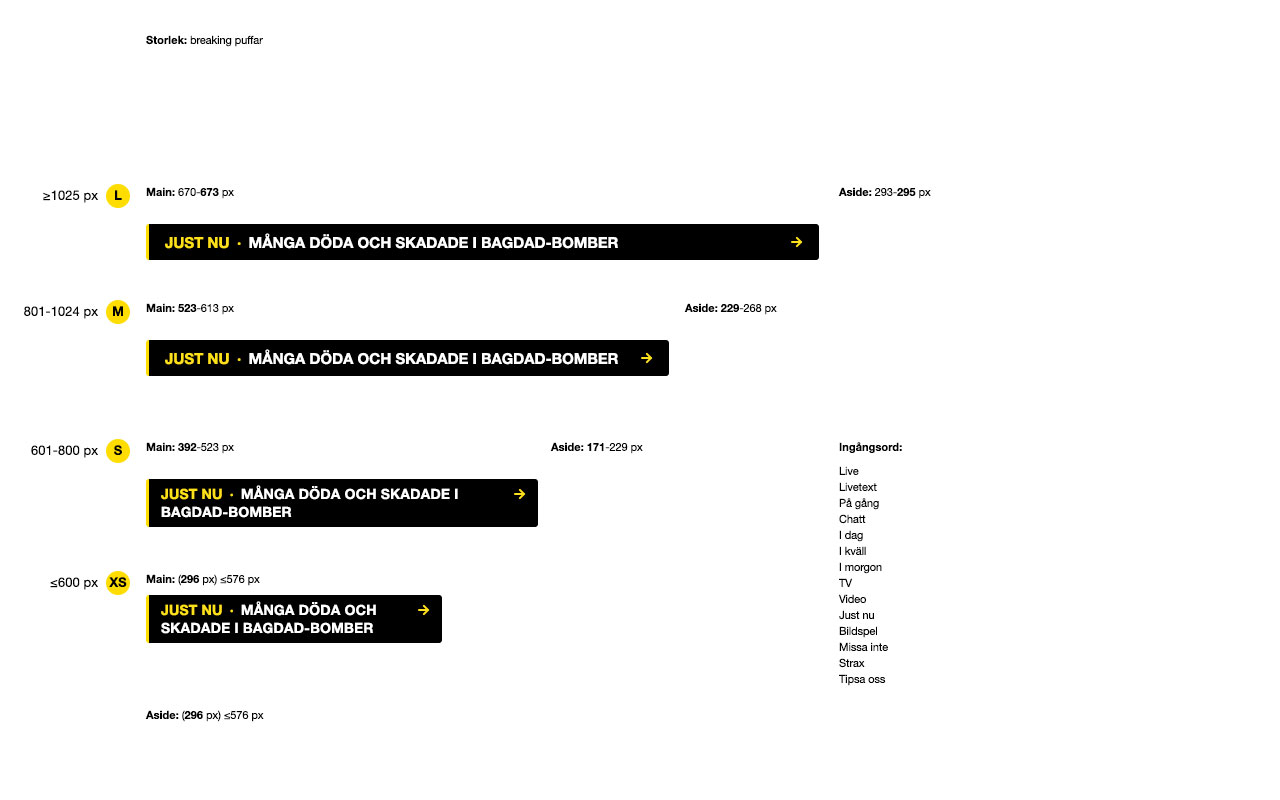 Storlek: breaking puffar
≥1025 px L Main: 670-673 px Aside: 293-295 px
JUST NU · MÅNGA DÖDA OCH SKADADE I BAGDAD-BOMBER →
801-1024 px M Main: 523-613 px Aside: 229-268 px
JUST NU · MÅNGA DÖDA OCH SKADADE I BAGDAD-BOMBER →
601-800 px S Main: 392-523 px Aside: 171-229 px
JUST NU · MÅNGA DÖDA OCH SKADADE I →
BAGDAD-BOMBER
≤600 px XS Main: (296 px) ≤576 px
JUST NU · MÅNGA DÖDA OCH →
SKADADE I BAGDAD-BOMBER
Aside: (296 px) ≤576 px
Ingångsord:
Live
Livetext
På gång
Chatt
I dag
I kväll
I morgon
TV
Video
Just nu
Bildspel
Missa inte
Strax
Tipsa oss